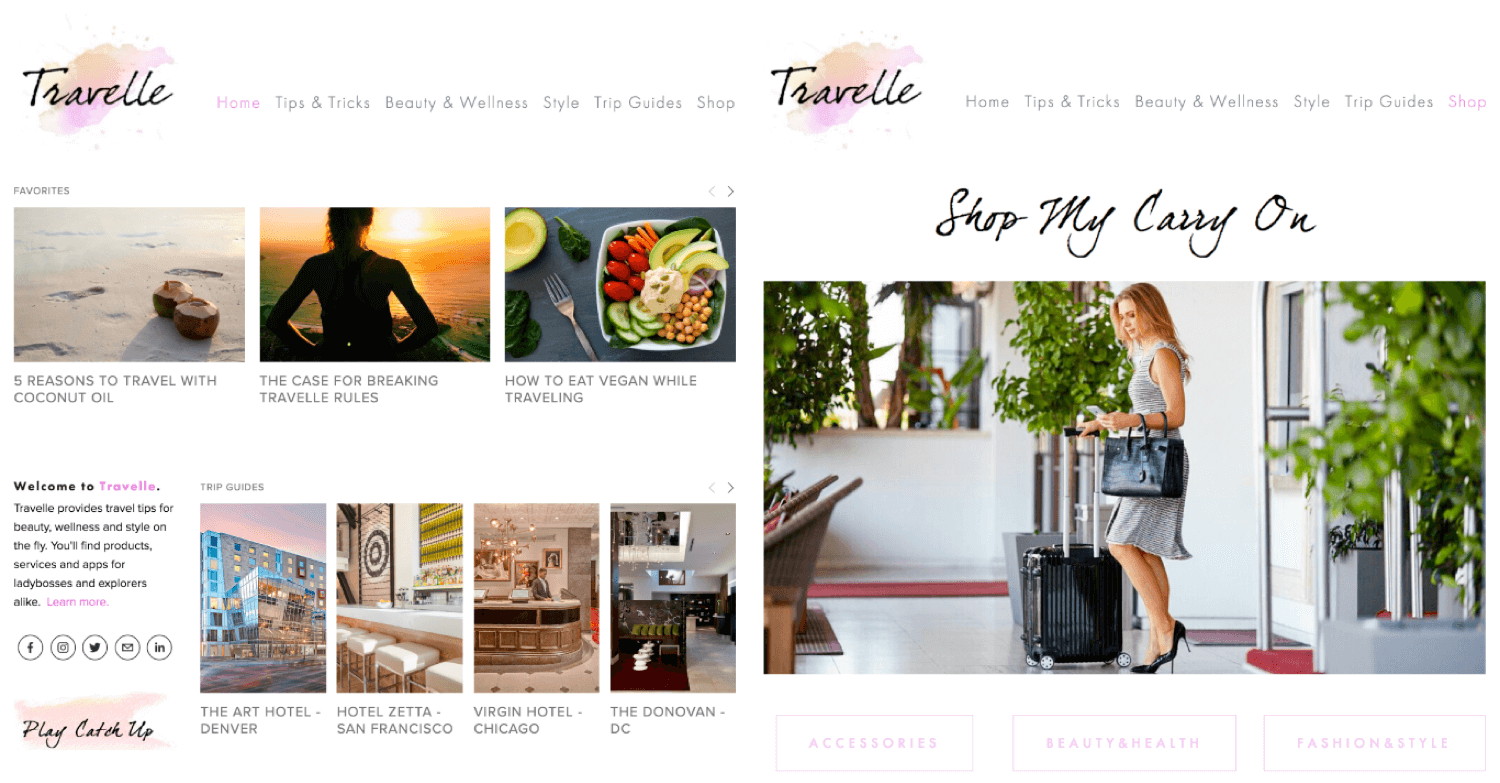 Travelle
Home Tips & Tricks Beauty & Wellness Style Trip Guides Shop
FAVORITES
5 REASONS TO TRAVEL WITH
COCONUT OIL
THE CASE FOR BREAKING
TRAVELLE RULES
HOW TO EAT VEGAN WHILE
TRAVELING
Welcome to Travelle.
Travelle provides travel tips for
beauty, wellness and style on
the fly. You'll find products,
services and apps for
ladybosses and explorers
alike. Learn more.
Play Catch Up
TRIP GUIDES
THE ART HOTEL -
DENVER
HOTEL ZETTA -
SAN FRANCISCO
VIRGIN HOTEL -
CHICAGO
THE DONOVAN -
DC
Travelle
Home Tips & Tricks Beauty & Wellness Style Trip Guides Shop
Shop My Carry On
ACCESSORIES
BEAUTY&HEALTH
FASHION&STYLE